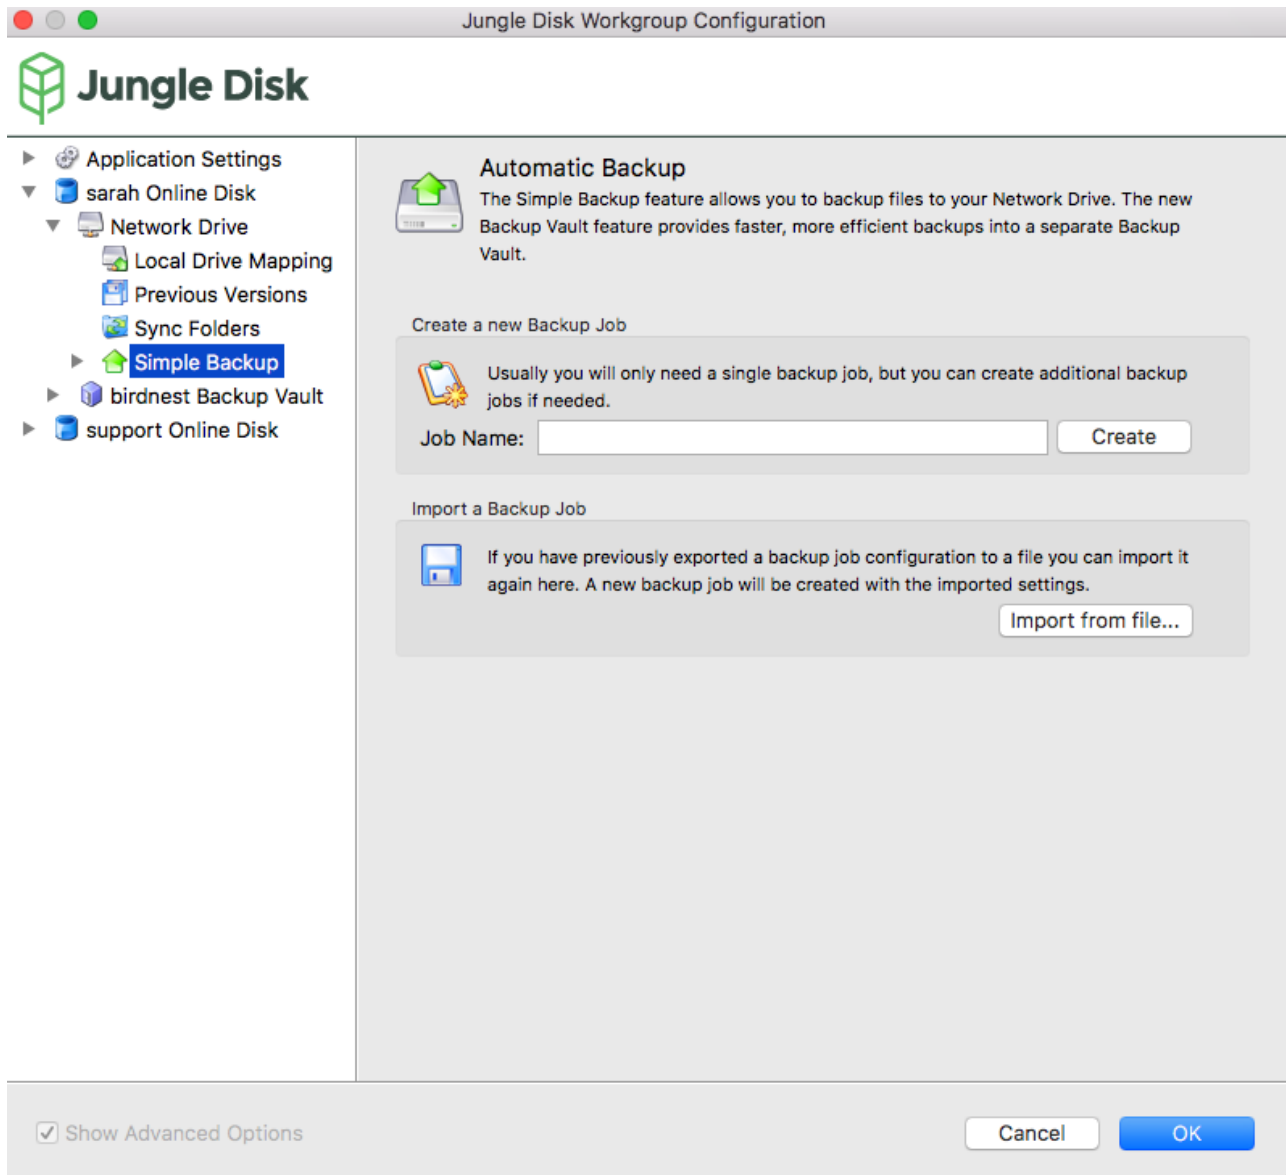 Jungle Disk Workgroup Configuration
Jungle Disk
Application Settings
sarah Online Disk
Network Drive
Local Drive Mapping
Previous Versions
Sync Folders
Simple Backup
birdnest Backup Vault
support Online Disk
Automatic Backup
The Simple Backup feature allows you to backup files to your Network Drive. The new
Backup Vault feature provides faster, more efficient backups into a separate Backup
Vault.
Create a new Backup Job
Usually you will only need a single backup job, but you can create additional backup
jobs if needed.
Job Name:
Create
Import a Backup Job
If you have previously exported a backup job configuration to a file you can import it
again here. A new backup job will be created with the imported settings.
Import from file...
Show Advanced Options
Cancel
OK